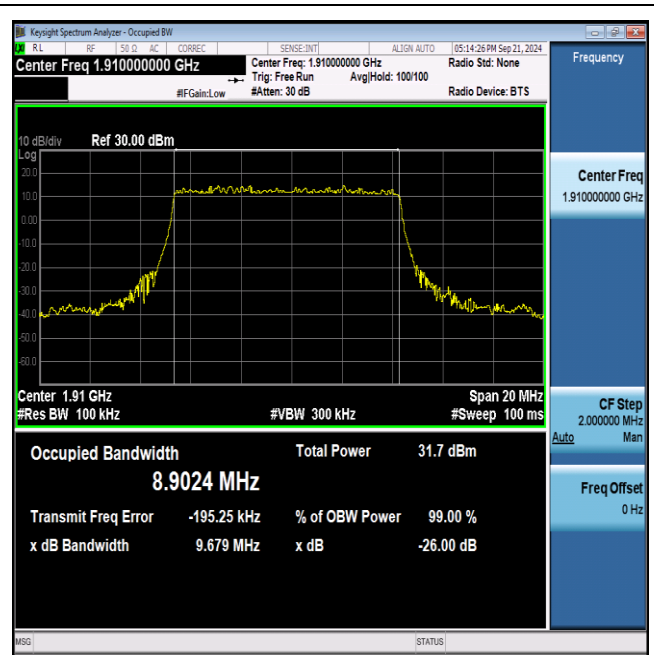 Keysight Spectrum Analyzer - Occupied BW
RL RF 50 Ω AC CORREC SENSE:INT ALIGN AUTO 05:14:26 PM Sep 21, 2024
Center Freq 1.910000000 GHz
Center Freq: 1.910000000 GHz
Radio Std: None
Trig: Free Run Avg|Hold: 100/100
#IFGain:Low #Atten: 30 dB Radio Device: BTS
Frequency
10 dB/div Ref 30.00 dBm
Log
20.0
10.0
0.00
-10.0
-20.0
-30.0
-40.0
-50.0
-60.0
Center 1.91 GHz Span 20 MHz
#Res BW 100 kHz #VBW 300 kHz #Sweep 100 ms
Center Freq
1.910000000 GHz
CF Step
2.000000 MHz
Auto Man
Freq Offset
0 Hz
Occupied Bandwidth Total Power 31.7 dBm
8.9024 MHz
Transmit Freq Error -195.25 kHz % of OBW Power 99.00 %
x dB Bandwidth 9.679 MHz x dB -26.00 dB
MSG STATUS